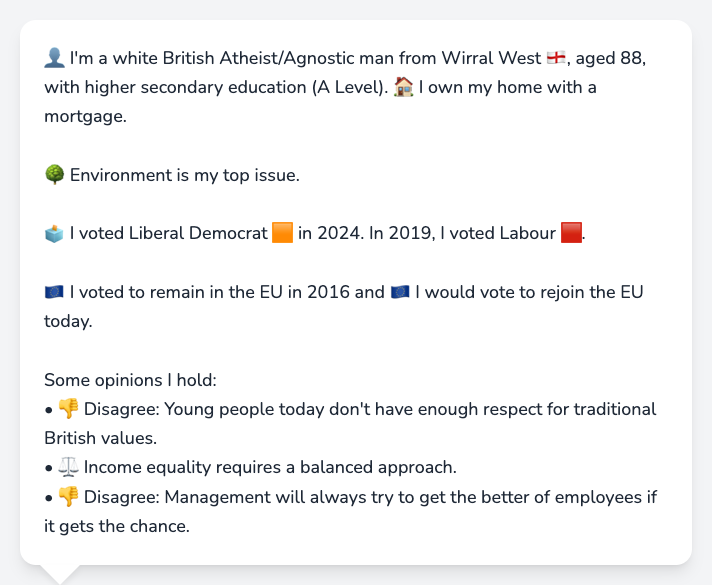 👤 I'm a white British Atheist/Agnostic man from Wirral West 🏴󠁧󠁢󠁥󠁮󠁧󠁿, aged 88,
with higher secondary education (A Level). 🏠 I own my home with a
mortgage.
🌳 Environment is my top issue.
🗳️ I voted Liberal Democrat 🟧 in 2024. In 2019, I voted Labour 🟥.
🇪🇺 I voted to remain in the EU in 2016 and 🇪🇺 I would vote to rejoin the EU
today.
Some opinions I hold:
• 👎 Disagree: Young people today don't have enough respect for traditional
British values.
• ⚖️ Income equality requires a balanced approach.
• 👎 Disagree: Management will always try to get the better of employees if
it gets the chance.